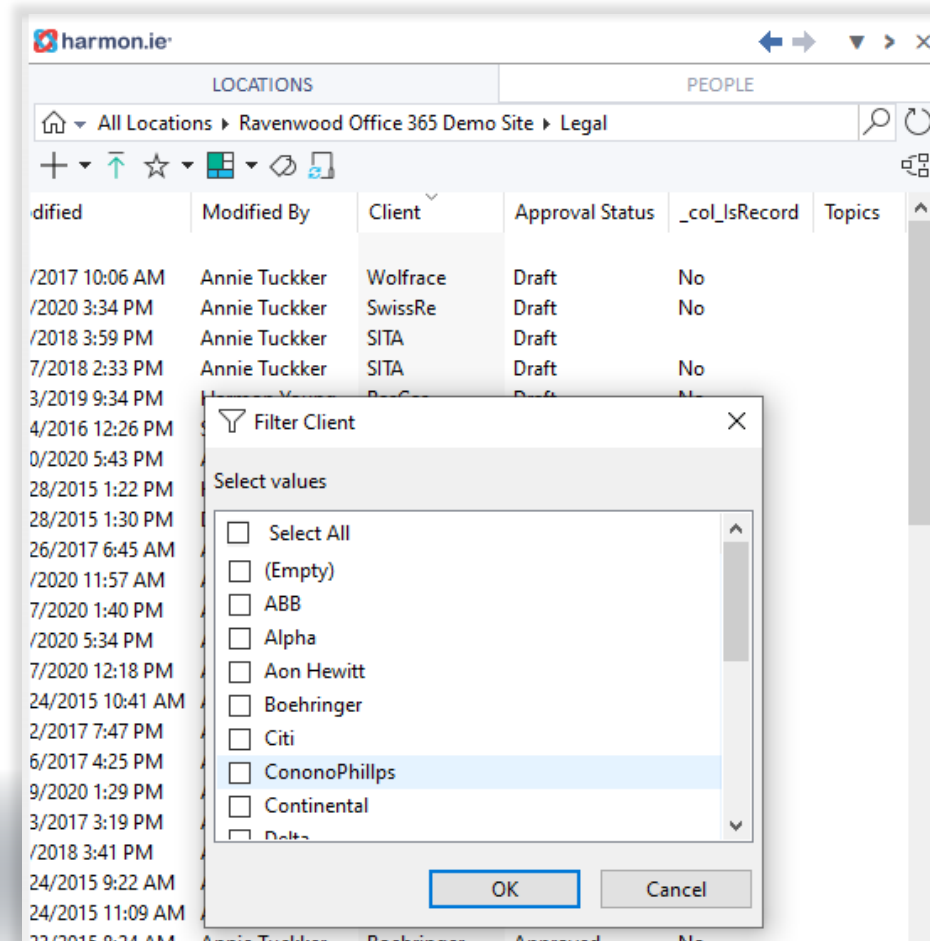 harmon.ie
LOCATIONS PEOPLE
All Locations Ravenwood Office 365 Demo Site Legal
dified Modified By Client Approval Status _col_IsRecord Topics
/2017 10:06 AM Annie Tuckker Wolfrace Draft No
/2020 3:34 PM Annie Tuckker SwissRe Draft No
/2018 3:59 PM Annie Tuckker SITA Draft
7/2018 2:33 PM Annie Tuckker SITA Draft No
3/2019 9:34 PM
4/2016 12:26 PM
0/2020 5:43 PM
28/2015 1:22 PM
28/2015 1:30 PM
26/2017 6:45 AM
/2020 11:57 AM
7/2020 1:40 PM
/2020 5:34 PM
7/2020 12:18 PM
24/2015 10:41 AM
2/2017 7:47 PM
6/2017 4:25 PM
9/2020 1:29 PM
3/2017 3:19 PM
/2018 3:41 PM
24/2015 9:22 AM
24/2015 11:09 AM
Annie Tuckker Boehringer Approved No
Filter Client
Select values
Select All
(Empty)
ABB
Alpha
Aon Hewitt
Boehringer
Citi
CononoPhillps
Continental
Delta
OK Cancel